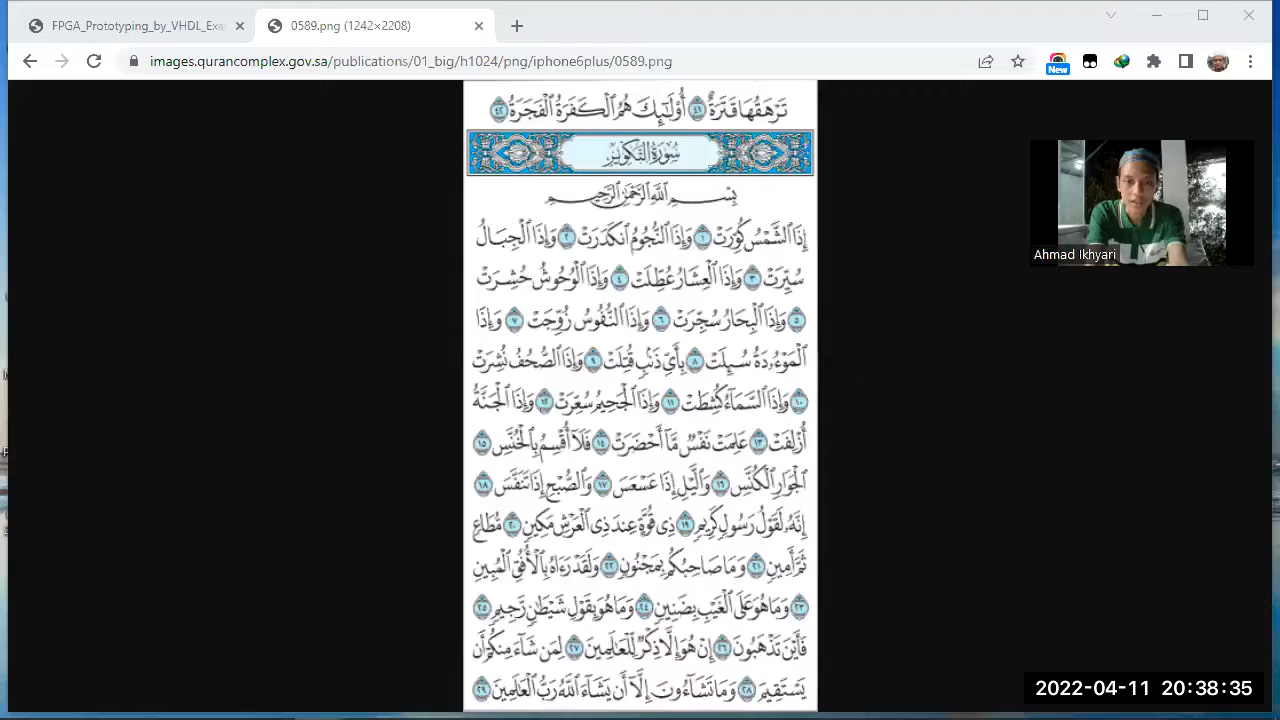 FPGA_Prototyping_by_VHDL_Exa
0589.png (1242×2208)
images.qurancomplex.gov.sa/publications/01_big/h1024/png/iphone6plus/0589.png
New
تَرْهَقُهَا قَتَرَةٌ ٤١ أُوْلَٰٓئِكَ هُمُ ٱلْكَفَرَةُ ٱلْفَجَرَةُ ٤٢
سُورَةُ التَّكْوِيرِ
بِسْمِ ٱللَّهِ ٱلرَّحْمَٰنِ ٱلرَّحِيمِ
إِذَا ٱلشَّمْسُ كُوِّرَتْ ١ وَإِذَا ٱلنُّجُومُ ٱنكَدَرَتْ ٢ وَإِذَا ٱلْجِبَالُ
سُيِّرَتْ ٣ وَإِذَا ٱلْعِشَارُ عُطِّلَتْ ٤ وَإِذَا ٱلْوُحُوشُ حُشِرَتْ
٥ وَإِذَا ٱلْبِحَارُ سُجِّرَتْ ٦ وَإِذَا ٱلنُّفُوسُ زُوِّجَتْ ٧ وَإِذَا
ٱلْمَوْءُۥدَةُ سُئِلَتْ ٨ بِأَيِّ ذَنۢبٍ قُتِلَتْ ٩ وَإِذَا ٱلصُّحُفُ نُشِرَتْ
١٠ وَإِذَا ٱلسَّمَآءُ كُشِطَتْ ١١ وَإِذَا ٱلْجَحِيمُ سُعِّرَتْ ١٢ وَإِذَا ٱلْجَنَّةُ
أُزْلِفَتْ ١٣ عَلِمَتْ نَفْسٌ مَّآ أَحْضَرَتْ ١٤ فَلَآ أُقْسِمُ بِٱلْخُنَّسِ ١٥
ٱلْجَوَارِ ٱلْكُنَّسِ ١٦ وَٱلَّيْلِ إِذَا عَسْعَسَ ١٧ وَٱلصُّبْحِ إِذَا تَنَفَّسَ ١٨
إِنَّهُۥ لَقَوْلُ رَسُولٍ كَرِيمٍ ١٩ ذِى قُوَّةٍ عِندَ ذِى ٱلْعَرْشِ مَكِينٍ ٢٠ مُّطَاعٍ
ثَمَّ أَمِينٍ ٢١ وَمَا صَاحِبُكُم بِمَجْنُونٍ ٢٢ وَلَقَدْ رَءَاهُ بِٱلْأُفُقِ ٱلْمُبِينِ
٢٣ وَمَا هُوَ عَلَى ٱلْغَيْبِ بِضَنِينٍ ٢٤ وَمَا هُوَ بِقَوْلِ شَيْطَٰنٍ رَّجِيمٍ ٢٥
فَأَيْنَ تَذْهَبُونَ ٢٦ إِنْ هُوَ إِلَّا ذِكْرٌ لِّلْعَٰلَمِينَ ٢٧ لِمَن شَآءَ مِنكُمْ أَن
يَسْتَقِيمَ ٢٨ وَمَا تَشَآءُونَ إِلَّآ أَن يَشَآءَ ٱللَّهُ رَبُّ ٱلْعَٰلَمِينَ ٢٩
Ahmad Ikhyari
2022-04-11 20:38:35